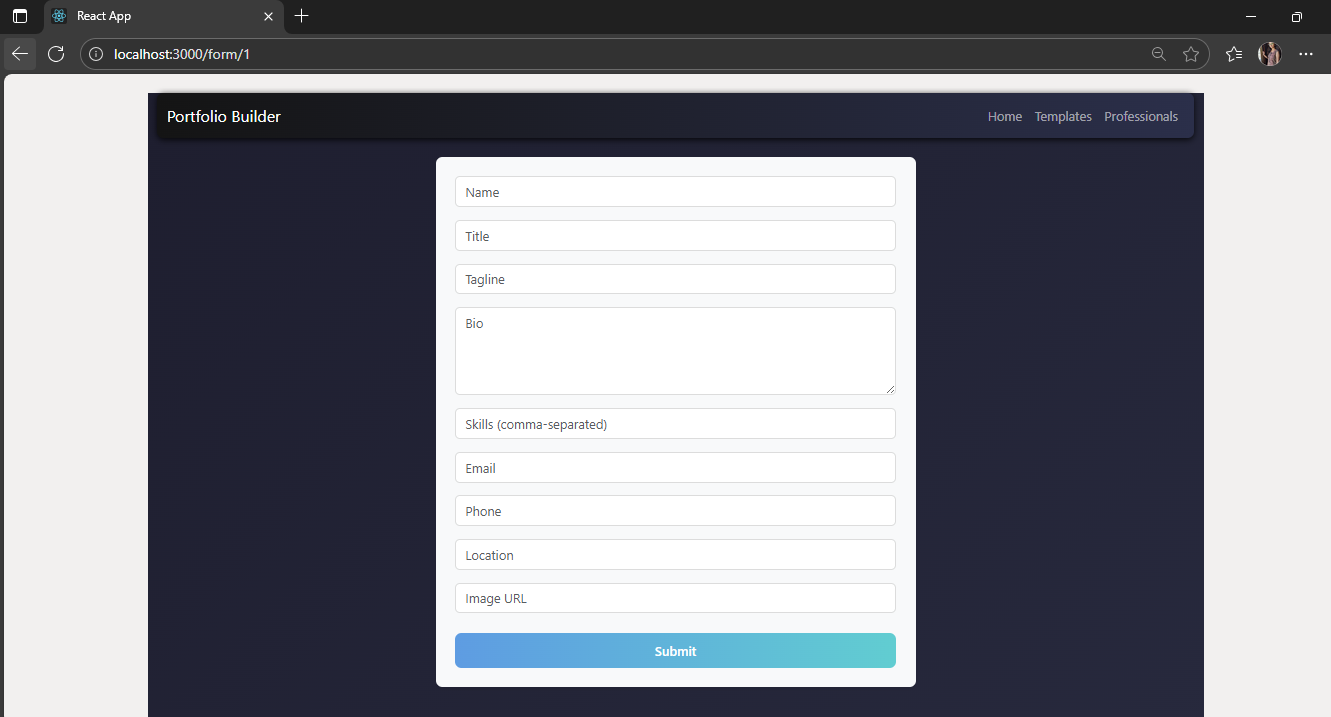 React App
localhost:3000/form/1
Portfolio Builder
Home Templates Professionals
Name
Title
Tagline
Bio
Skills (comma-separated)
Email
Phone
Location
Image URL
Submit